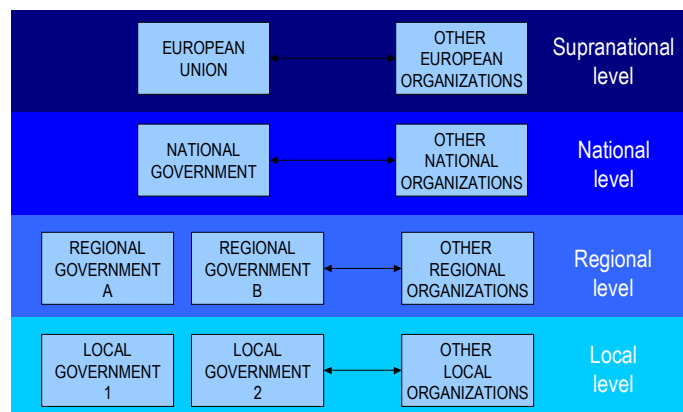 EUROPEAN
UNION
OTHER
EUROPEAN
ORGANIZATIONS
Supranational
level
NATIONAL
GOVERNMENT
OTHER
NATIONAL
ORGANIZATIONS
National
level
REGIONAL
GOVERNMENT
A
REGIONAL
GOVERNMENT
B
OTHER
REGIONAL
ORGANIZATIONS
Regional
level
LOCAL
GOVERNMENT
1
LOCAL
GOVERNMENT
2
OTHER
LOCAL
ORGANIZATIONS
Local
level